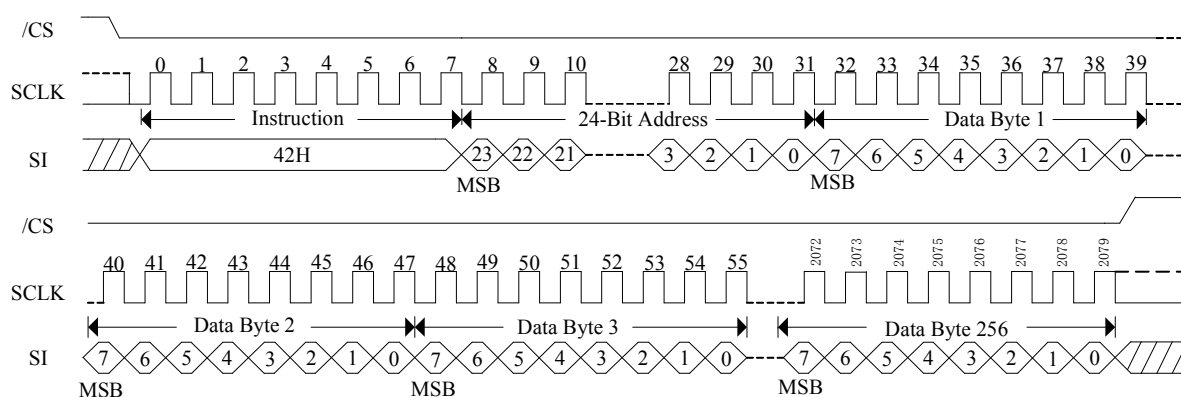 /CS
0 1 2 3 4 5 6 7 8 9 10 28 29 30 31 32 33 34 35 36 37 38 39
SCLK
Instruction 24-Bit Address Data Byte 1
SI 42H 23 22 21 3 2 1 0 7 6 5 4 3 2 1 0
MSB MSB
/CS
40 41 42 43 44 45 46 47 48 49 50 51 52 53 54 55 2072 2073 2074 2075 2076 2077 2078 2079
SCLK
Data Byte 2 Data Byte 3 Data Byte 256
SI 7 6 5 4 3 2 1 0 7 6 5 4 3 2 1 0 7 6 5 4 3 2 1 0
MSB MSB MSB